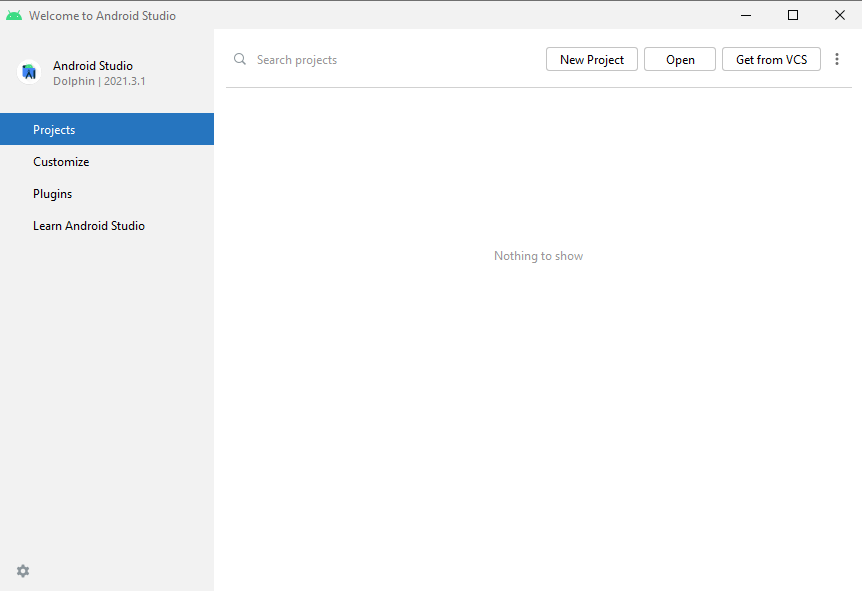 Welcome to Android Studio
Android Studio
Dolphin | 2021.3.1
Projects
Customize
Plugins
Learn Android Studio
Search projects
New Project
Open
Get from VCS
Nothing to show